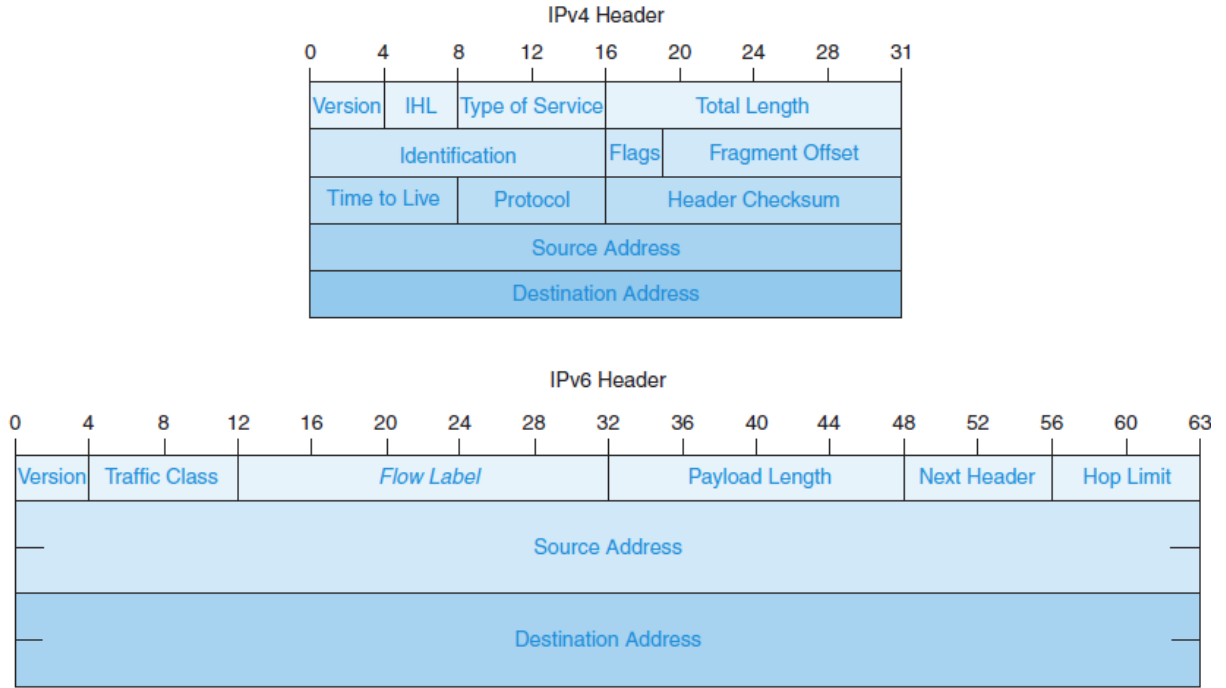 IPv4 Header
0 4 8 12 16 20 24 28 31
Version IHL Type of Service Total Length
Identification Flags Fragment Offset
Time to Live Protocol Header Checksum
Source Address
Destination Address
IPv6 Header
0 4 8 12 16 20 24 28 32 36 40 44 48 52 56 60 63
Version Traffic Class Flow Label Payload Length Next Header Hop Limit
Source Address
Destination Address